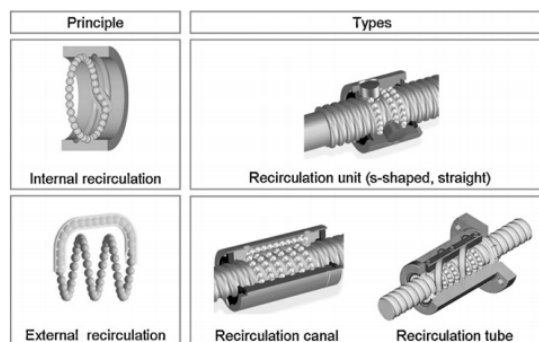 Principle
Types
Internal recirculation
Recirculation unit (s-shaped, straight)
External recirculation
Recirculation canal
Recirculation tube